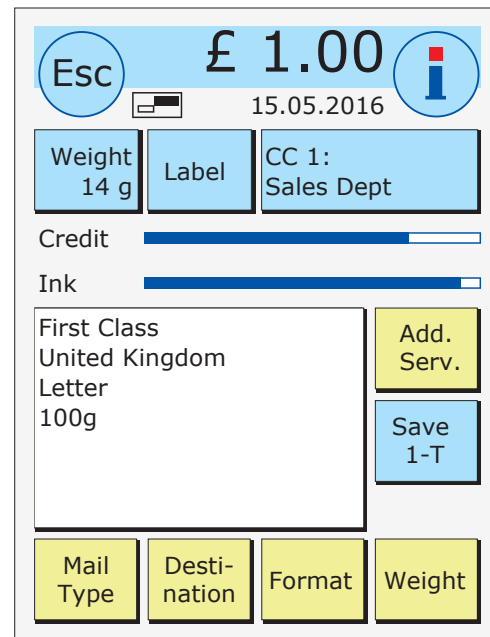 Esc
£ 1.00
i
15.05.2016
Weight
14 g
Label
CC 1:
Sales Dept
Credit
Ink
First Class
United Kingdom
Letter
100g
Add.
Serv.
Save
1-T
Mail
Type
Desti-
nation
Format
Weight